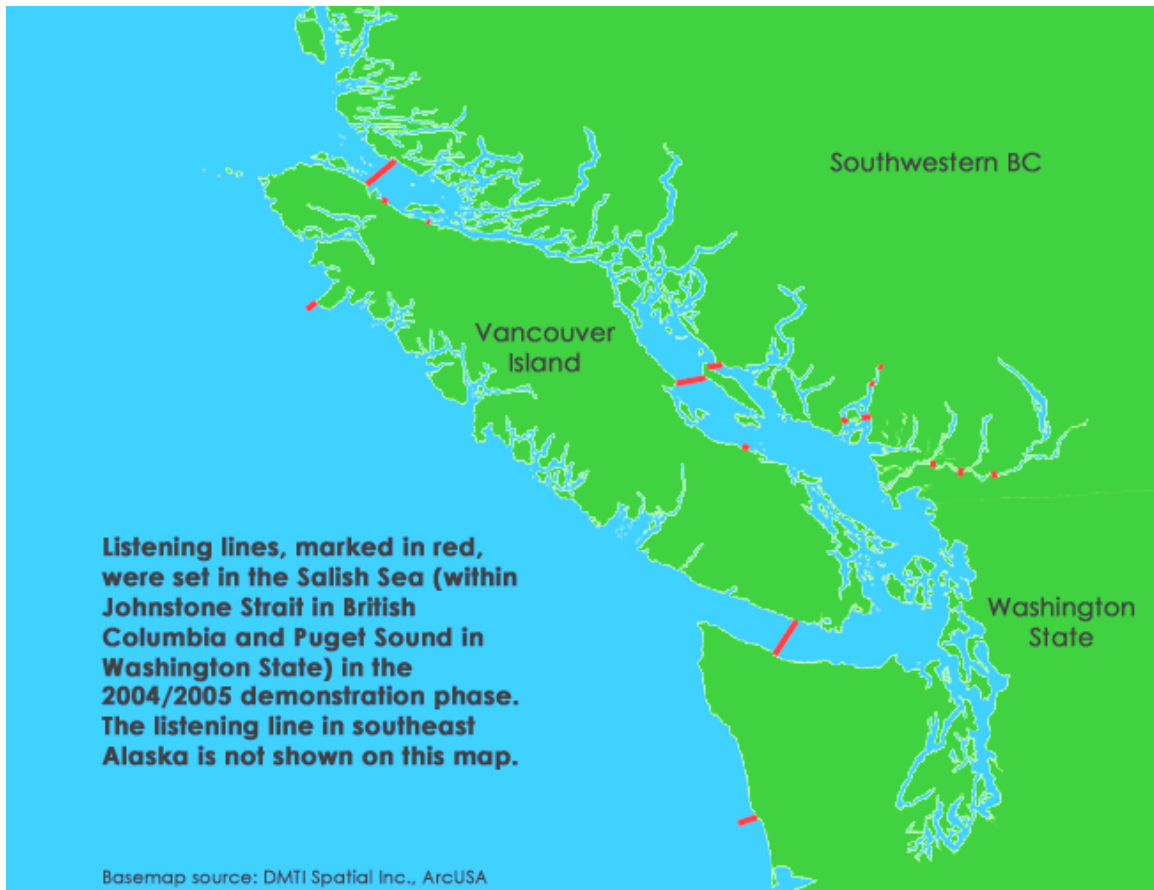 Southwestern BC
Vancouver
Island
Listening lines, marked in red,
were set in the Salish Sea (within
Johnstone Strait in British
Columbia and Puget Sound in
Washington State) in the
2004/2005 demonstration phase.
The listening line in southeast
Alaska is not shown on this map.
Washington
State
Basemap source: DMTI Spatial Inc., ArcUSA